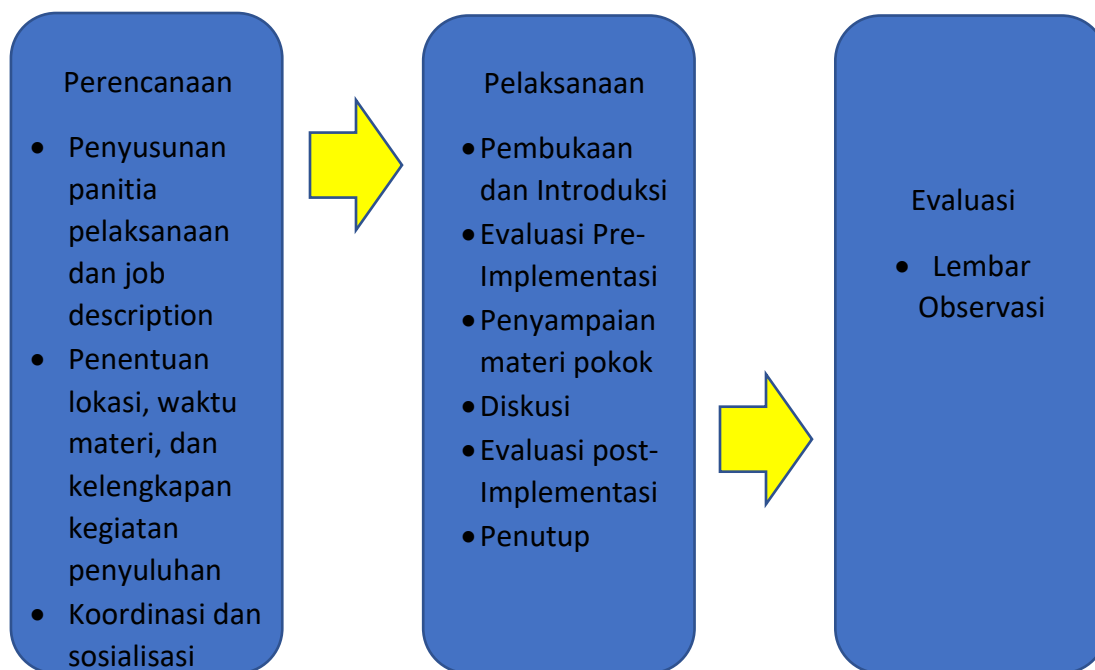 Perencanaan
• Penyusunan
panitia
pelaksanaan
dan job
description
• Penentuan
lokasi, waktu
materi, dan
kelengkapan
kegiatan
penyuluhan
• Koordinasi dan
sosialisasi
Pelaksanaan
• Pembukaan
dan Introduksi
• Evaluasi Pre-
Implementasi
• Penyampaian
materi pokok
• Diskusi
• Evaluasi post-
Implementasi
• Penutup
Evaluasi
• Lembar
Observasi